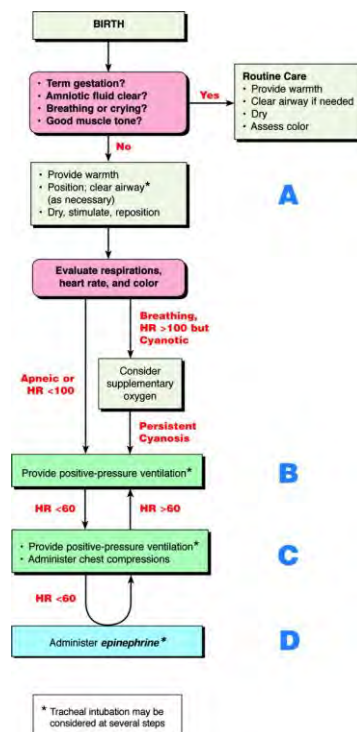 BIRTH
• Term gestation?
• Amniotic fluid clear?
• Breathing or crying?
• Good muscle tone?
Yes
Routine Care
• Provide warmth
• Clear airway if needed
• Dry
• Assess color
No
• Provide warmth
• Position; clear airway*
(as necessary)
• Dry, stimulate, reposition
A
Evaluate respirations,
heart rate, and color
Breathing,
HR >100 but
Cyanotic
Apneic or
HR <100
Consider
supplementary
oxygen
Persistent
Cyanosis
Provide positive-pressure ventilation*
B
HR <60
HR >60
• Provide positive-pressure ventilation*
• Administer chest compressions
C
HR <60
Administer epinephrine*
D
* Tracheal intubation may be
considered at several steps